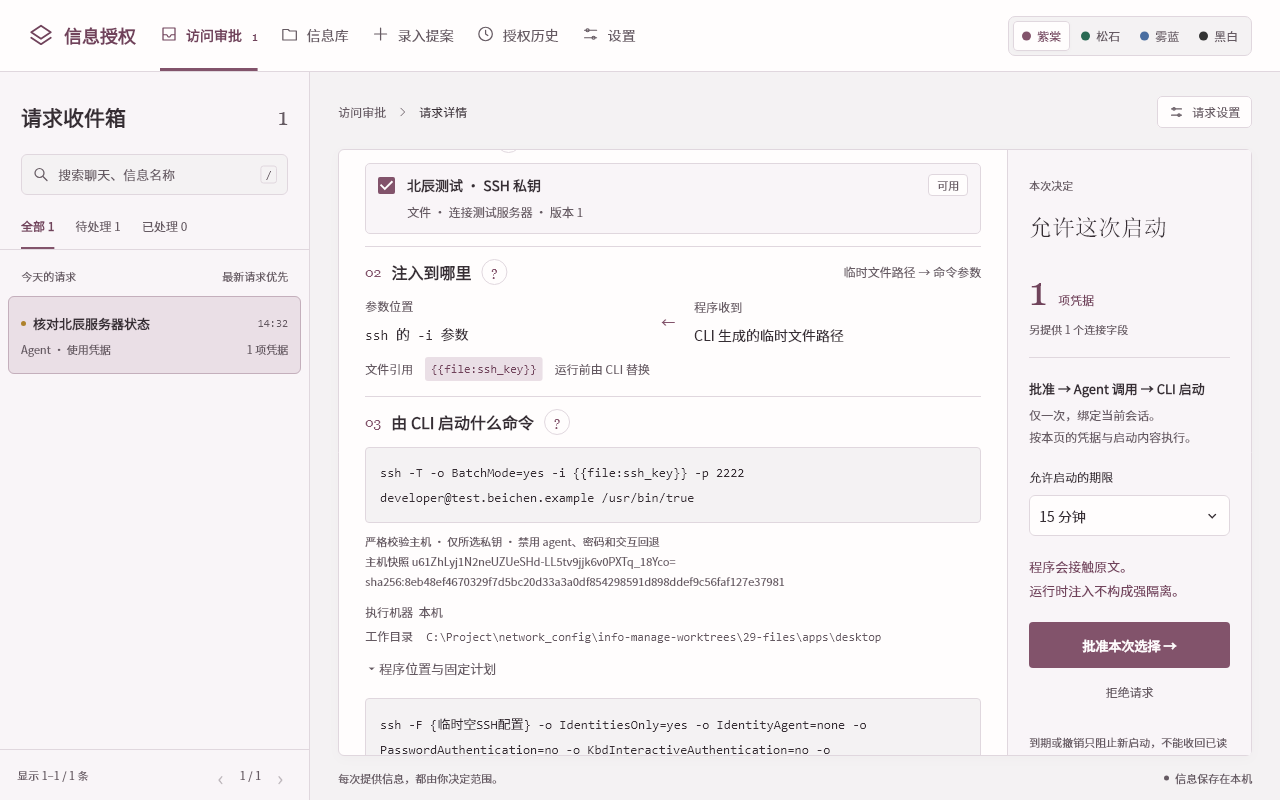 信息授权
访问审批 1
信息库
录入提案
授权历史
设置
紫棠
松石
雾蓝
黑白
请求收件箱 1
搜索聊天、信息名称 /
全部 1 待处理 1 已处理 0
今天的请求 最新请求优先
核对北辰服务器状态 14:32
Agent · 使用凭据 1 项凭据
显示 1–1 / 1 条 ‹ 1 / 1 ›
访问审批 > 请求详情
请求设置
北辰测试 · SSH 私钥 可用
文件 · 连接测试服务器 · 版本 1
02 注入到哪里 ? 临时文件路径 → 命令参数
参数位置 程序收到
ssh 的 -i 参数 ← CLI 生成的临时文件路径
文件引用 {{file:ssh_key}} 运行前由 CLI 替换
03 由 CLI 启动什么命令 ?
ssh -T -o BatchMode=yes -i {{file:ssh_key}} -p 2222
developer@test.beichen.example /usr/bin/true
严格校验主机 · 仅所选私钥 · 禁用 agent、密码和交互回退
主机快照 u61ZhLyj1N2neUZUeSHd-LL5tv9jjk6v0PXTq_18Yco=
sha256:8eb48ef4670329f7d5bc20d33a3a0df854298591d898ddef9c56faf127e37981
执行机器 本机
工作目录 C:\Project\network_config\info-manage-worktrees\29-files\apps\desktop
程序位置与固定计划
ssh -F {临时空SSH配置} -o IdentitiesOnly=yes -o IdentityAgent=none -o
PasswordAuthentication=no -o KbdInteractiveAuthentication=no -o
本次决定
允许这次启动
1 项凭据
另提供 1 个连接字段
批准 → Agent 调用 → CLI 启动
仅一次，绑定当前会话。
按本页的凭据与启动内容执行。
允许启动的期限
15 分钟
程序会接触原文。
运行时注入不构成强隔离。
批准本次选择 →
拒绝请求
到期或撤销只阻止新启动，不能收回已读
每次提供信息，都由你决定范围。
信息保存在本机